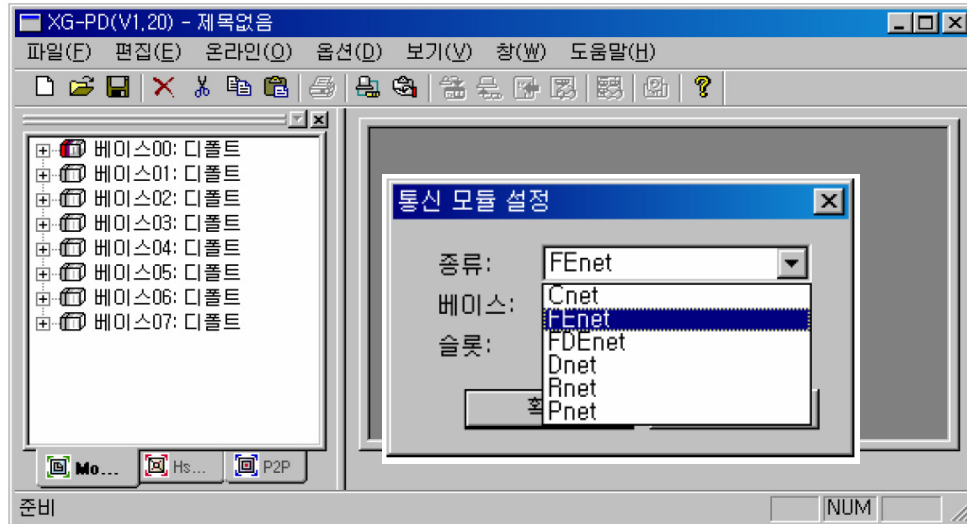 XG-PD(V1,20) - 제목없음
파일(F) 편집(E) 온라인(O) 옵션(D) 보기(V) 창(W) 도움말(H)
베이스00: 디폴트
베이스01: 디폴트
베이스02: 디폴트
베이스03: 디폴트
베이스04: 디폴트
베이스05: 디폴트
베이스06: 디폴트
베이스07: 디폴트
Mo... Hs... P2P
통신 모듈 설정
종류: FEnet
베이스:
슬롯:
Cnet
FEnet
FDEnet
Dnet
Rnet
Pnet
준비 NUM